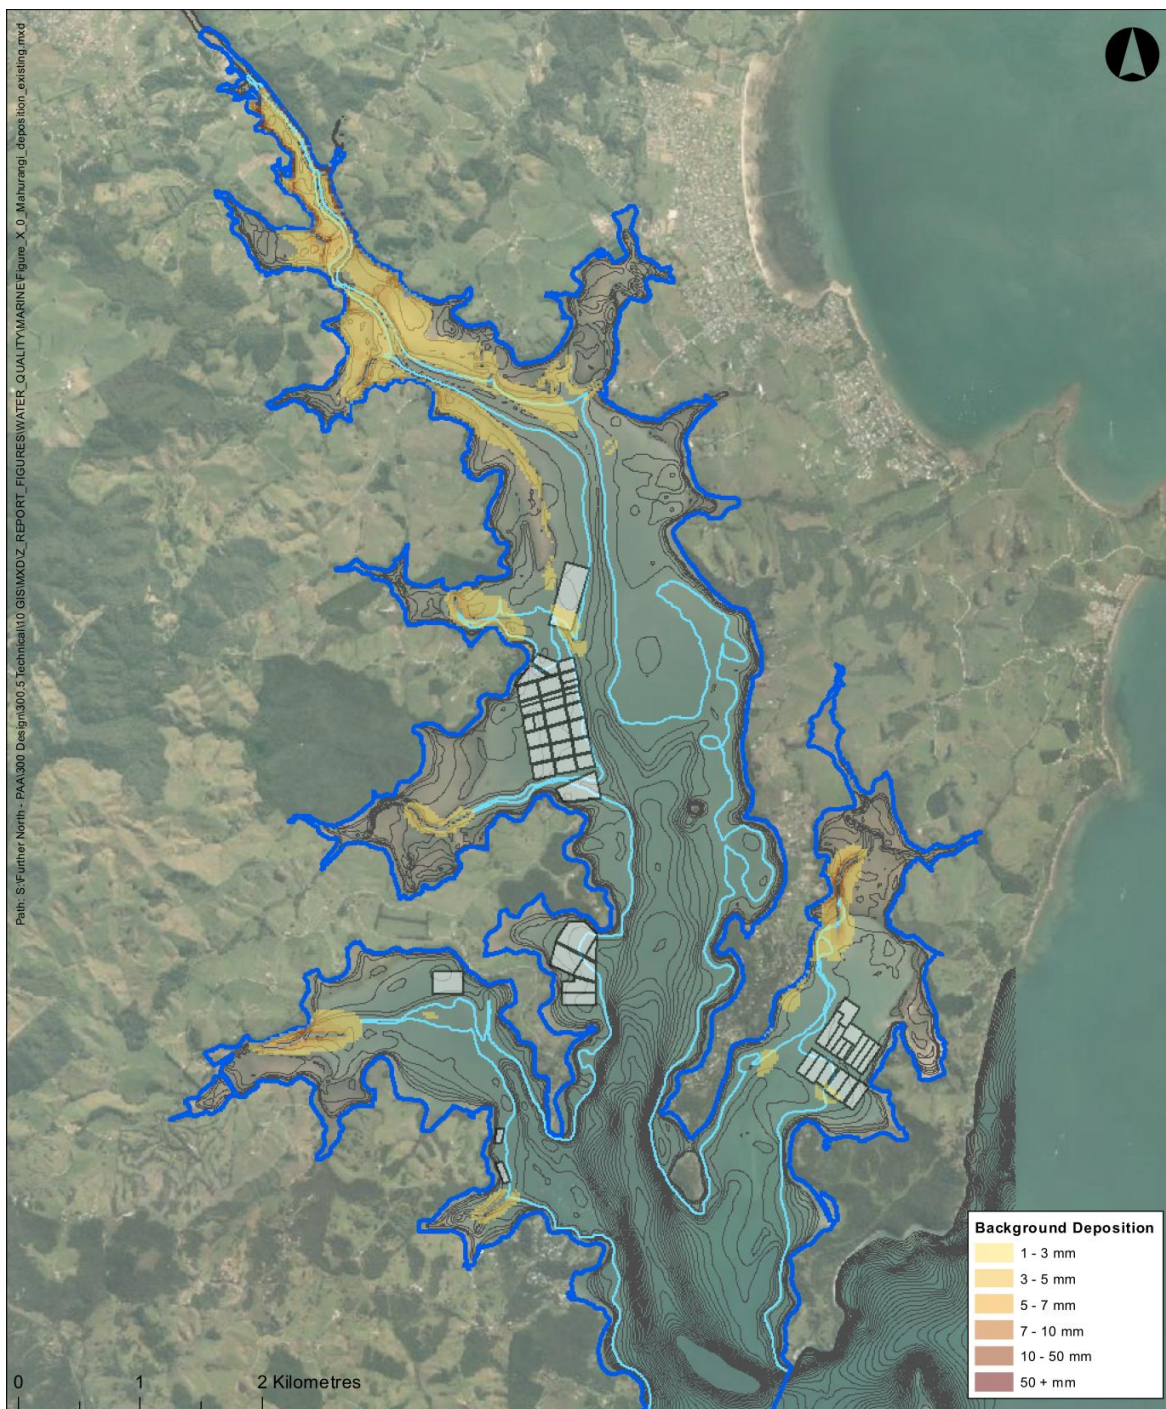 Path: S:\Further North - PAA\300 Design\300.5 Technical\10 GIS\MXD\Z_REPORT_FIGURES\WATER_QUALITY\MARINE\Figure_X_0_Mahurangi_deposition_existing.mxd
Background Deposition
1 - 3 mm
3 - 5 mm
5 - 7 mm
7 - 10 mm
10 - 50 mm
50 + mm
0 1 2 Kilometres